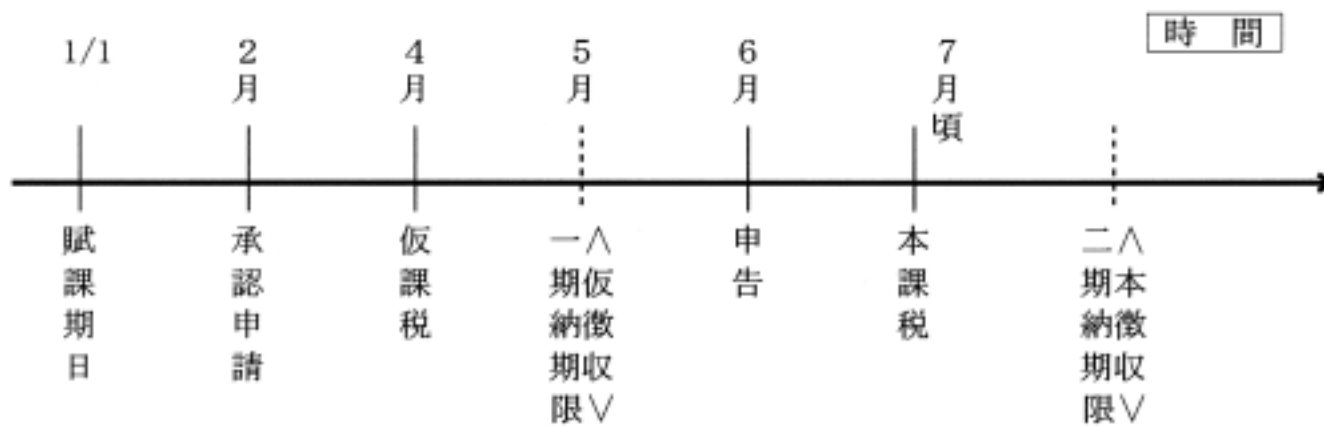 時 間
1/1
2月
4月
5月
6月
7月頃
賦課期日
承認申請
仮課税
一期納期限
〈仮徴収〉
申告
本課税
二期納期限
〈本徴収〉